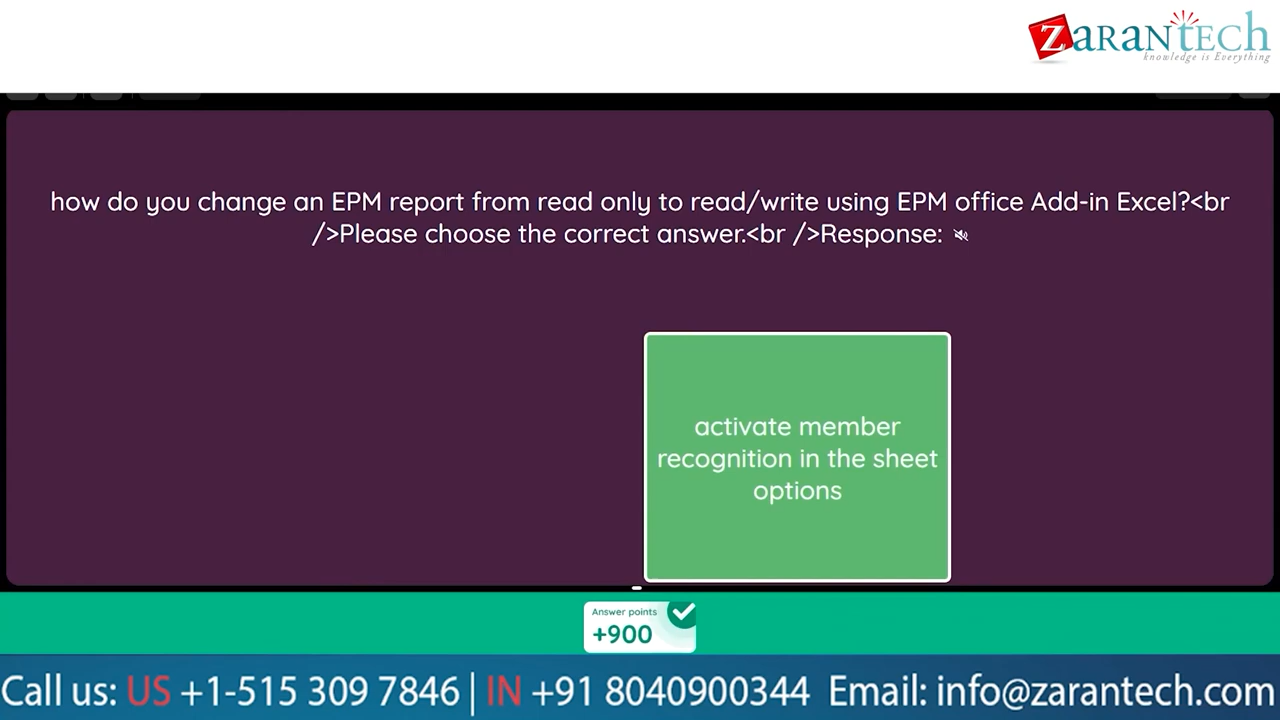 ZARANTECH
knowledge is Everything
how do you change an EPM report from read only to read/write using EPM office Add-in Excel?<br
/>Please choose the correct answer.<br />Response:
activate member
recognition in the sheet
options
Answer points
+900
Call us: US +1-515 309 7846 | IN +91 8040900344 Email: info@zarantech.com